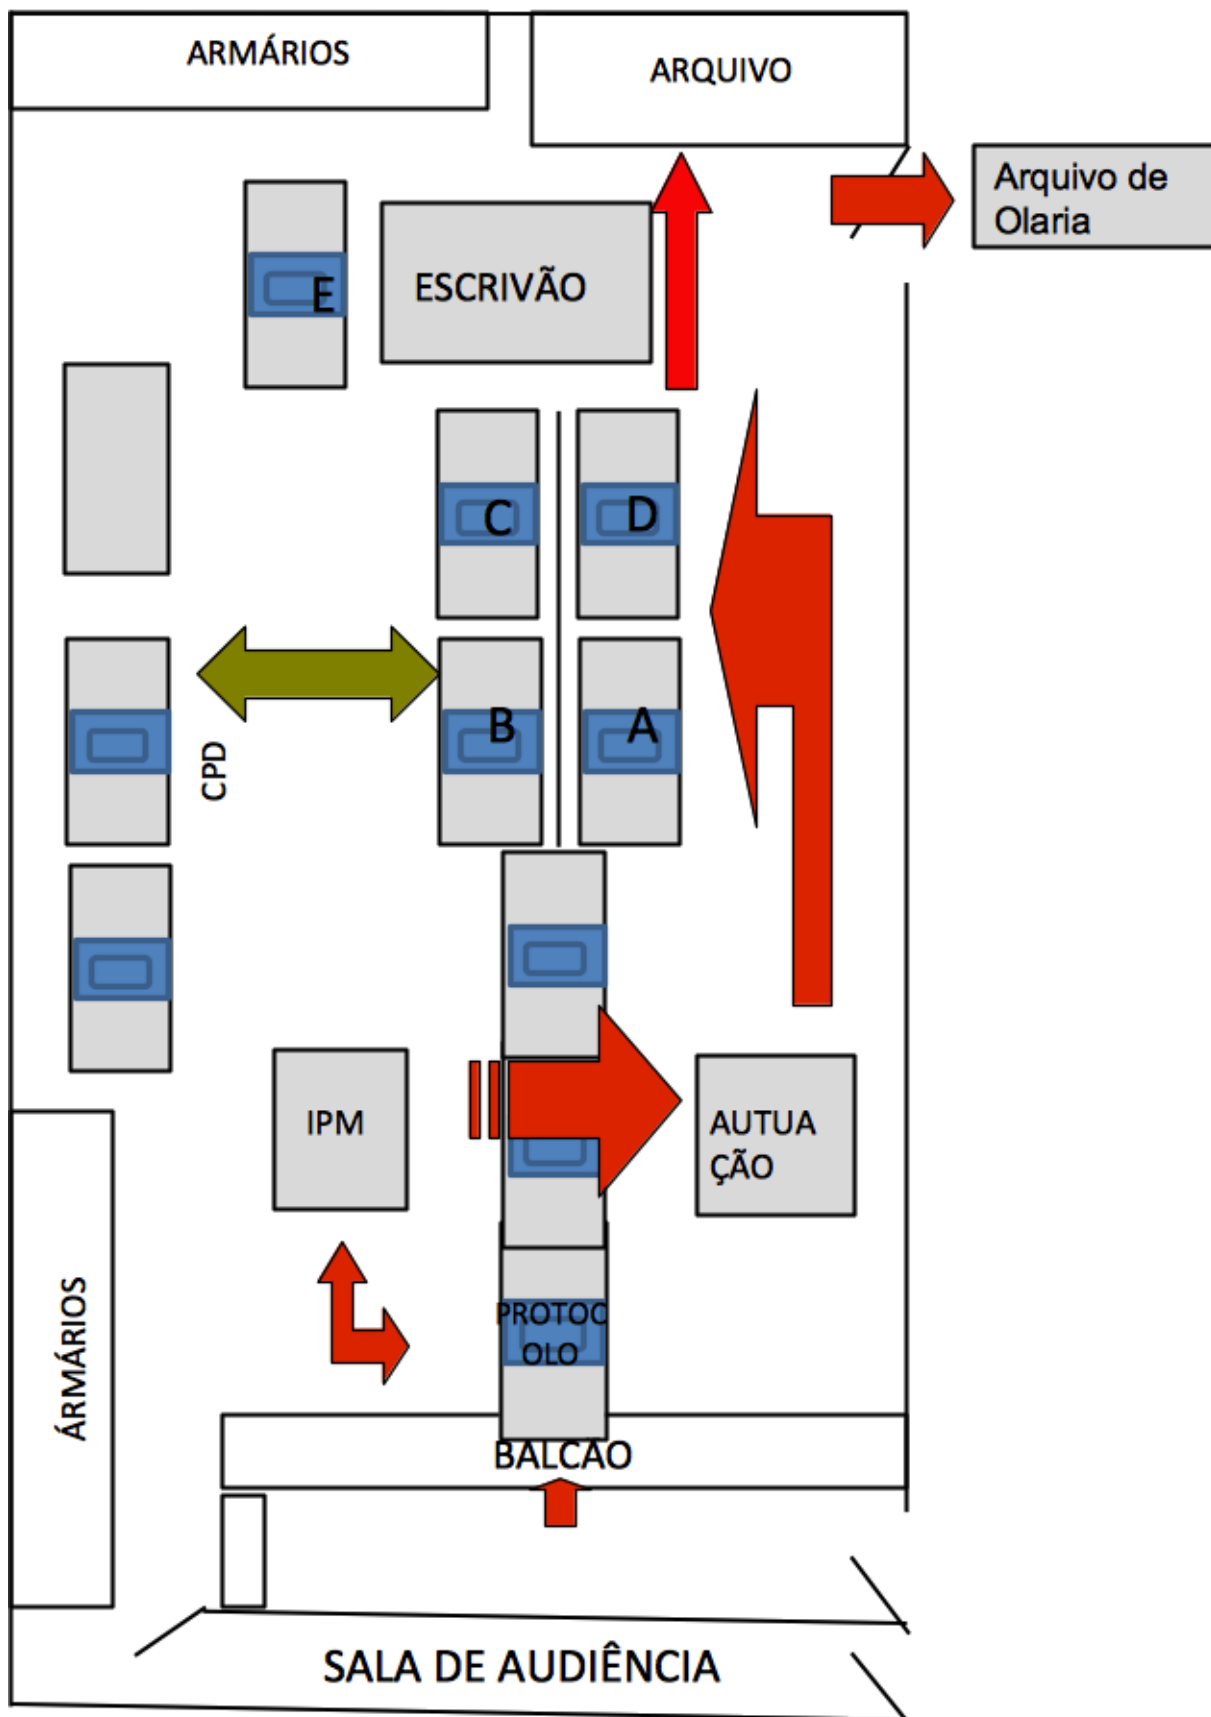 ARMÁRIOS
ARQUIVO
Arquivo de
Olaria
E
ESCRIVÃO
C
D
B
A
CPD
IPM
AUTUA
ÇÃO
PROTOC
OLO
ÁRMÁRIOS
BALCÃO
SALA DE AUDIÊNCIA